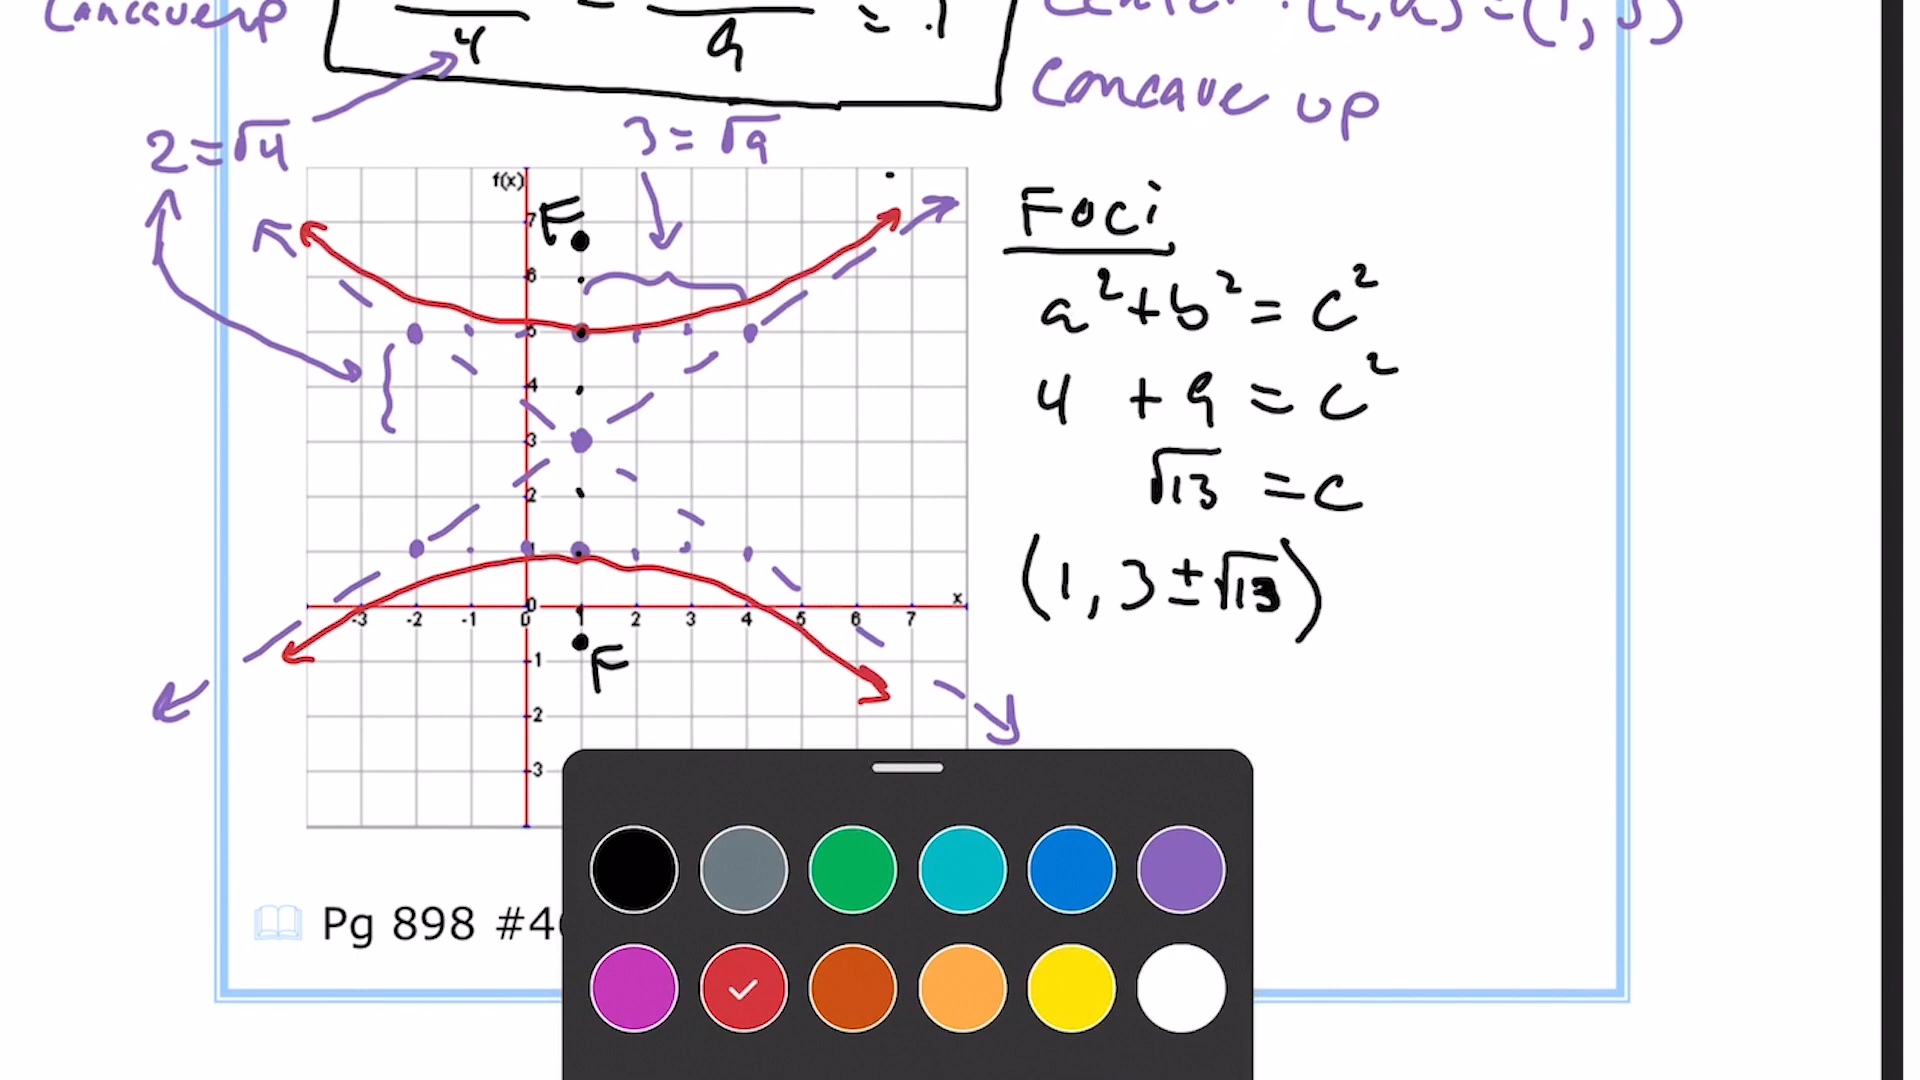 Concave up
4   9   = 1
Center : (h, k) = (1, 3)
Concave up
2 = √4
3 = √9
f(x)
7
6
5
4
3
2
1
0
-3 -2 -1 0 1 2 3 4 5 6 7 x
-1
-2
-3
F
F
Foci
a² + b² = c²
4 + 9 = c²
√13 = c
(1, 3 ± √13)
Pg 898 #4